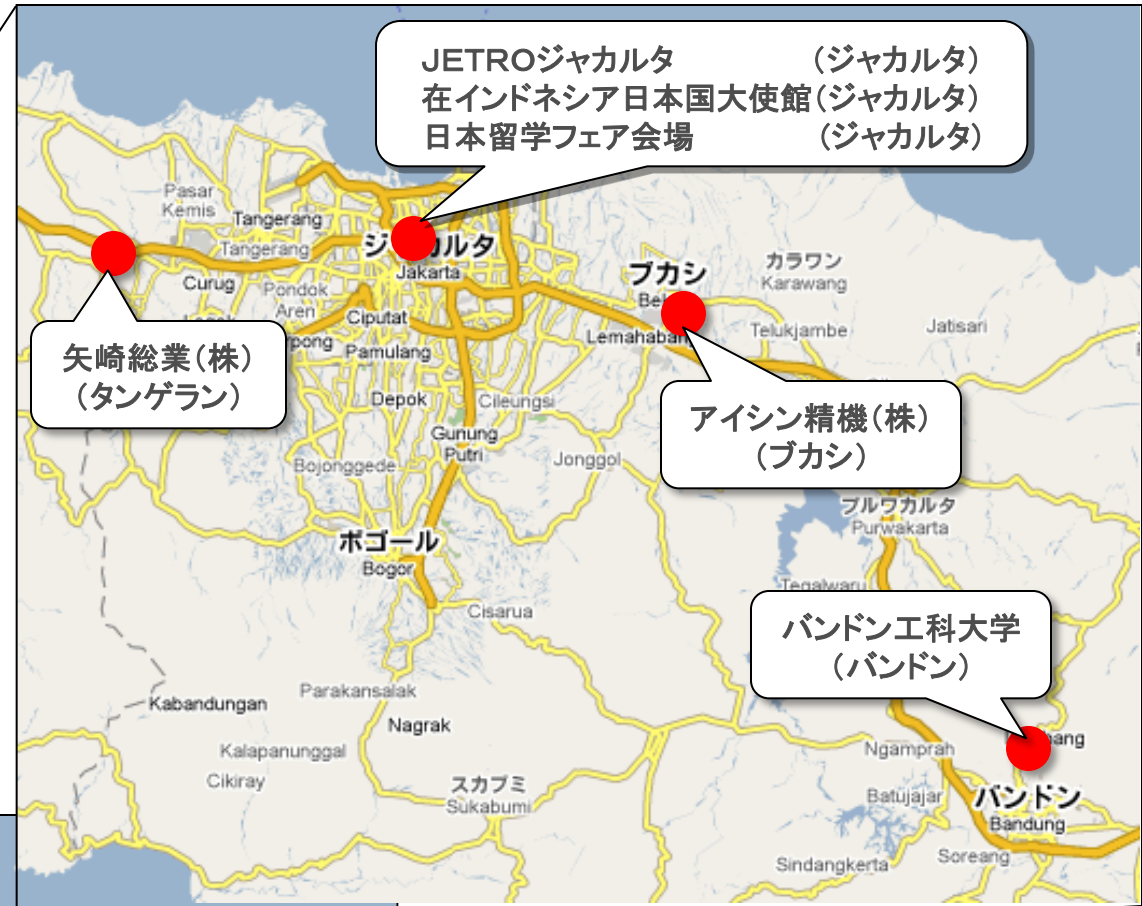 JETROジャカルタ (ジャカルタ)
在インドネシア日本国大使館(ジャカルタ)
日本留学フェア会場 (ジャカルタ)
Pasar
Kemis
Tangerang
Tangerang
カルタ
Jakarta
ブカシ
カラワン
Karawang
Curug
Pondok
Aren
Ciputat
Lemahabang
Telukjambe
Jatisari
矢崎総業(株)
(タンゲラン)
Pamulang
Depok
Cileungsi
アイシン精機(株)
(ブカシ)
Gunung
Putri
Bojonggede
Jonggol
プルワカルタ
Purwakarta
ボゴール
Bogor
Tegalwaru
Cisarua
バンドン工科大学
(バンドン)
Parakansalak
Kabandungan
Nagrak
Kalapanunggal
Cikiray
Ngamprah
スカブミ
Sukabumi
Batujajar
バンドン
Bandung
Sindangkerta
Soreang